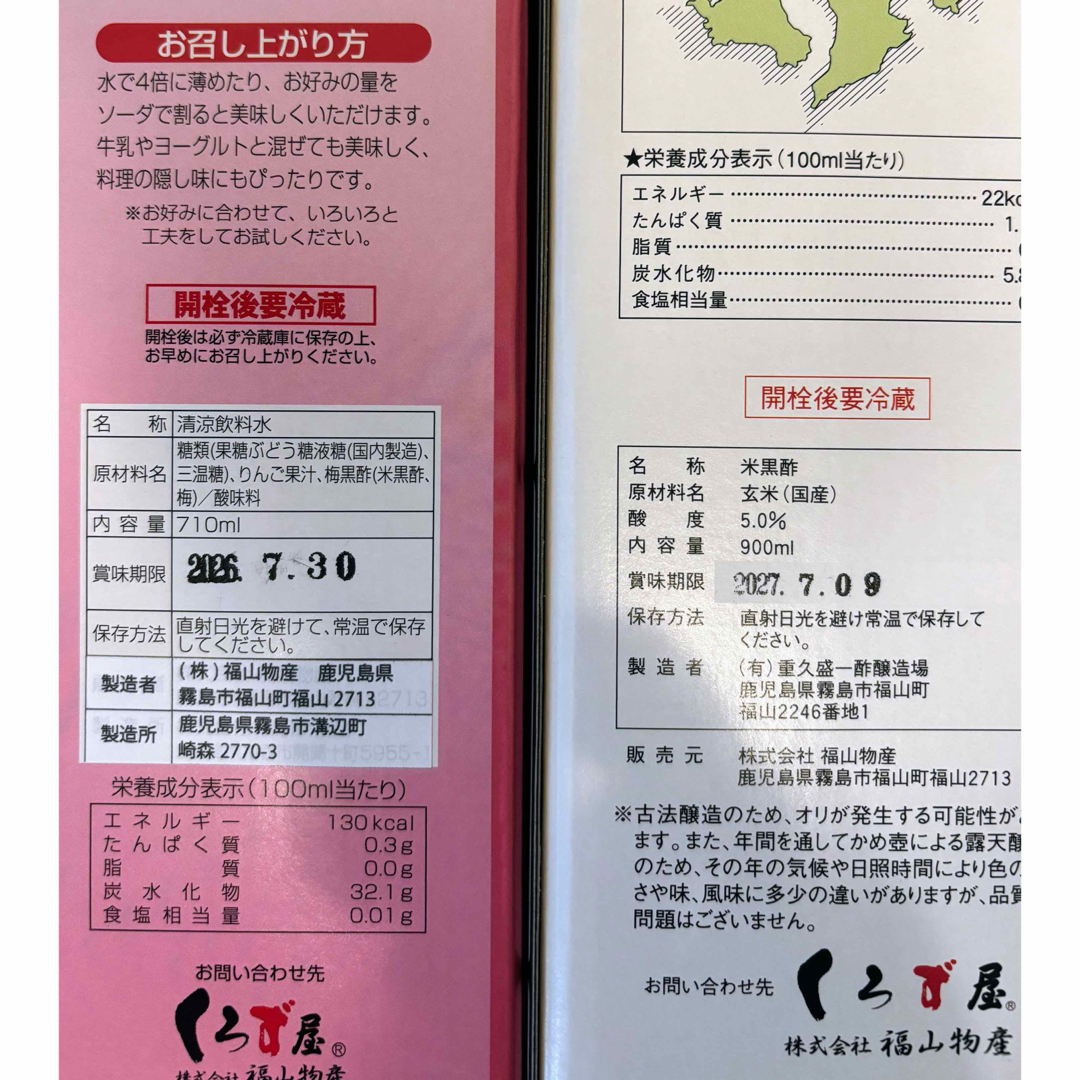 お召し上がり方
水で4倍に薄めたり、お好みの量を
ソーダで割ると美味しくいただけます。
牛乳やヨーグルトと混ぜても美味しく、
料理の隠し味にもぴったりです。
※お好みに合わせて、いろいろと
工夫をしてお試しください。
開栓後要冷蔵
開栓後は必ず冷蔵庫に保存の上、
お早めにお召し上がりください。
名 称 清涼飲料水
原材料名 糖類(果糖ぶどう糖液糖(国内製造)、
三温糖)、りんご果汁、梅黒酢(米黒酢、
梅)／酸味料
内容量 710ml
賞味期限 2026. 7.30
保存方法 直射日光を避けて、常温で保存
してください。
製造者 (株)福山物産 鹿児島県
霧島市福山町福山2713
製造所 鹿児島県霧島市溝辺町
崎森2770-3
栄養成分表示(100ml当たり)
エネルギー 130kcal
たんぱく質 0.3g
脂質 0.0g
炭水化物 32.1g
食塩相当量 0.01g
お問い合わせ先
くろず屋®
株式会社 福山物産
★栄養成分表示(100ml当たり)
エネルギー 22kc
たんぱく質 1.
脂質
炭水化物 5.8
食塩相当量
開栓後要冷蔵
名称 米黒酢
原材料名 玄米(国産)
酸度 5.0%
内容量 900ml
賞味期限 2027. 7.09
保存方法 直射日光を避け常温で保存して
ください。
製造者 (有)重久盛一酢醸造場
鹿児島県霧島市福山町
福山2246番地1
販売元 株式会社 福山物産
鹿児島県霧島市福山町福山2713
※古法醸造のため、オリが発生する可能性が
ます。また、年間を通してかめ壺による露天醸
のため、その年の気候や日照時間により色の
さや味、風味に多少の違いがありますが、品質
問題はございません。
お問い合わせ先
くろず屋®
株式会社 福山物産